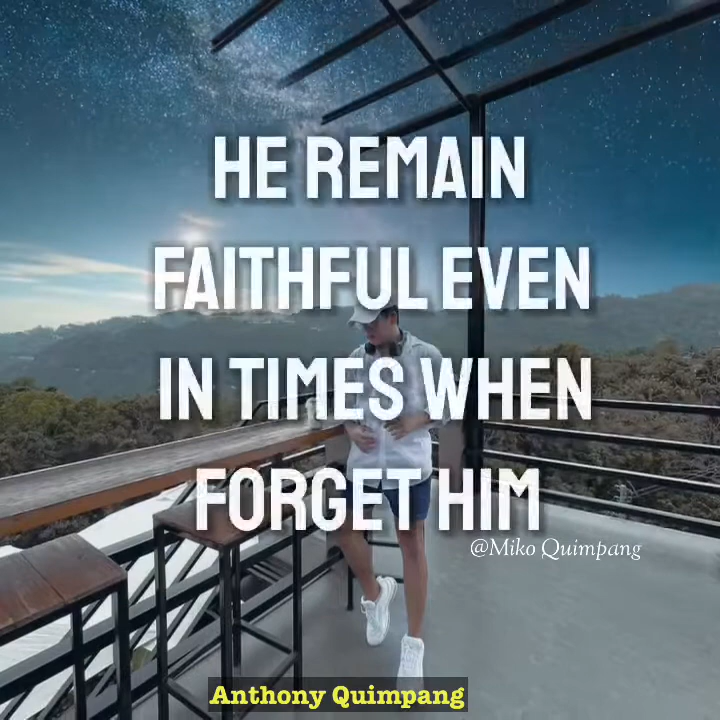 HE REMAIN
FAITHFUL EVEN
IN TIMES WHEN
FORGET HIM
@Miko Quimpang
Anthony Quimpang